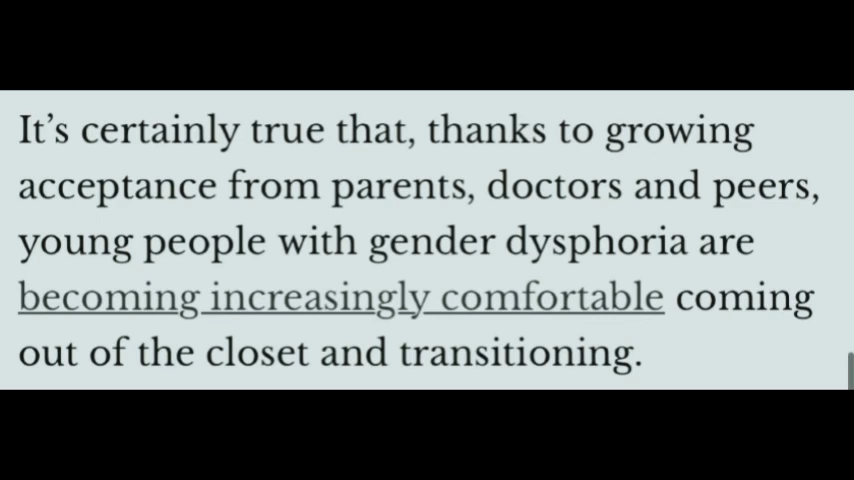 It’s certainly true that, thanks to growing
acceptance from parents, doctors and peers,
young people with gender dysphoria are
becoming increasingly comfortable coming
out of the closet and transitioning.